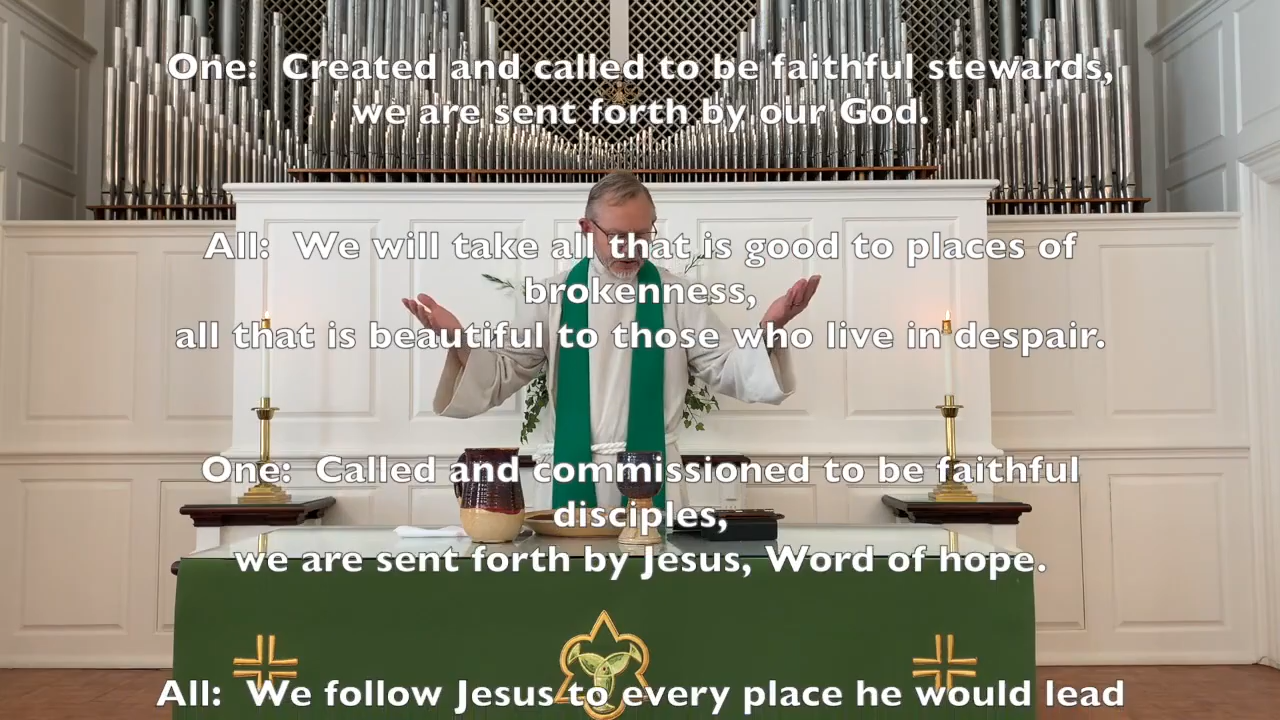 One: Created and called to be faithful stewards,
we are sent forth by our God.
All: We will take all that is good to places of
brokenness,
all that is beautiful to those who live in despair.
One: Called and commissioned to be faithful
disciples,
we are sent forth by Jesus, Word of hope.
All: We follow Jesus to every place he would lead